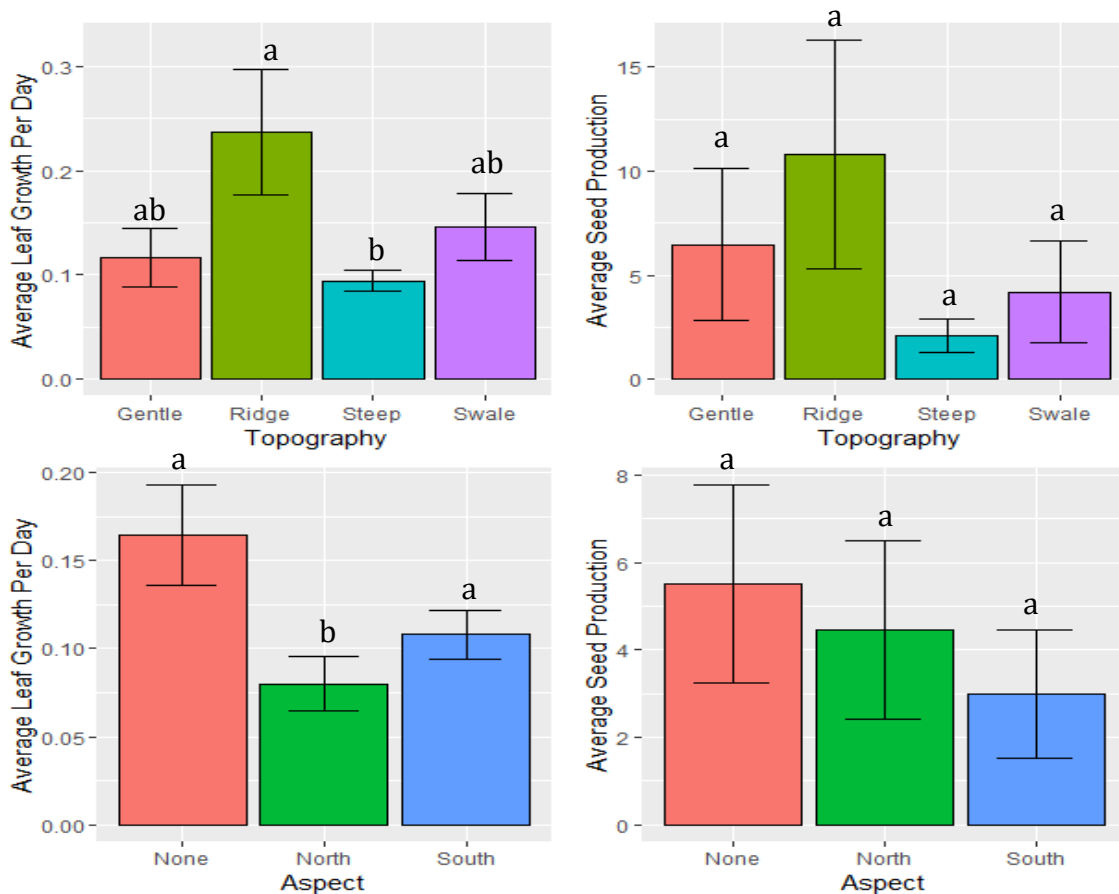 Average Leaf Growth Per Day
0.3
0.2
0.1
0.0
ab
a
b
ab
Gentle
Ridge
Steep
Swale
Topography
Average Seed Production
15
10
5
0
a
a
a
a
Gentle
Ridge
Steep
Swale
Topography
Average Leaf Growth Per Day
0.20
0.15
0.10
0.05
0.00
a
b
a
None
North
South
Aspect
Average Seed Production
8
6
4
2
0
a
a
a
None
North
South
Aspect